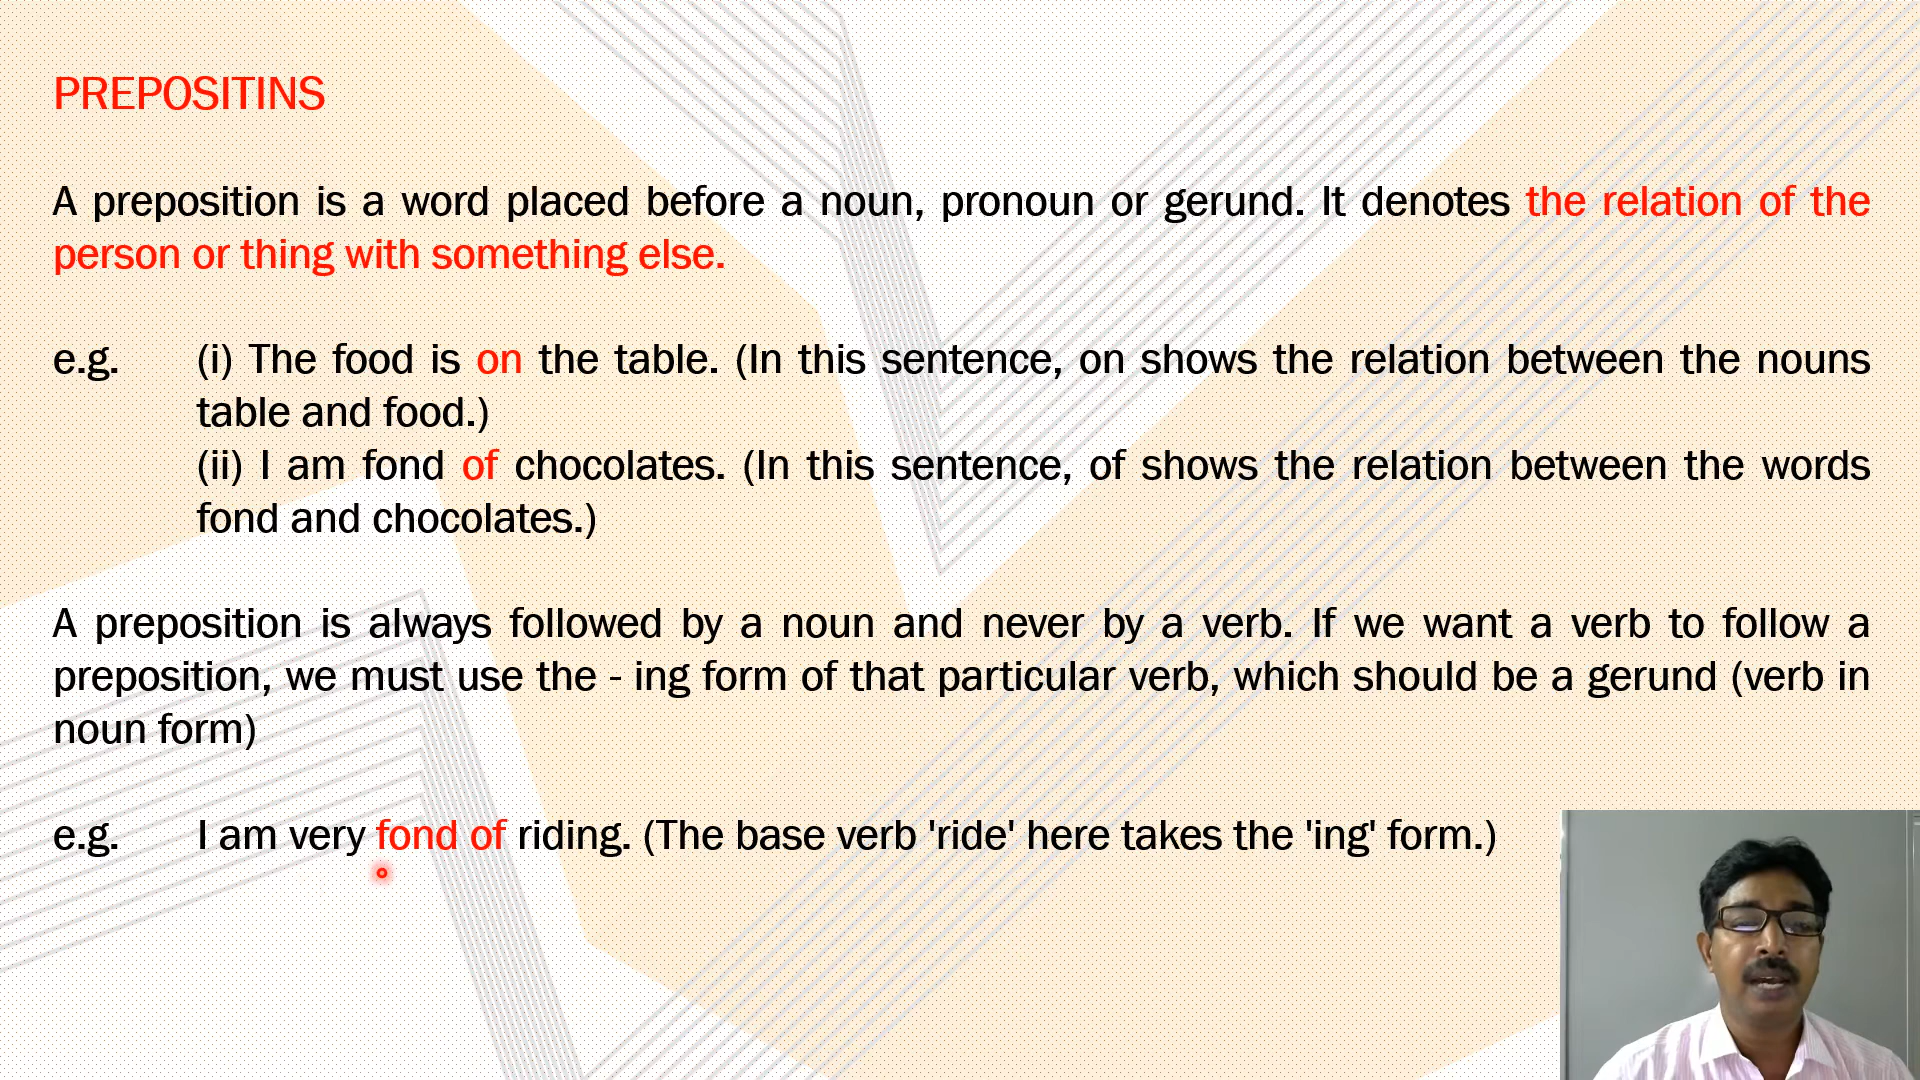 PREPOSITINS
A preposition is a word placed before a noun, pronoun or gerund. It denotes the relation of the
person or thing with something else.
e.g. (i) The food is on the table. (In this sentence, on shows the relation between the nouns
table and food.)
(ii) I am fond of chocolates. (In this sentence, of shows the relation between the words
fond and chocolates.)
A preposition is always followed by a noun and never by a verb. If we want a verb to follow a
preposition, we must use the - ing form of that particular verb, which should be a gerund (verb in
noun form)
e.g. I am very fond of riding. (The base verb 'ride' here takes the 'ing' form.)